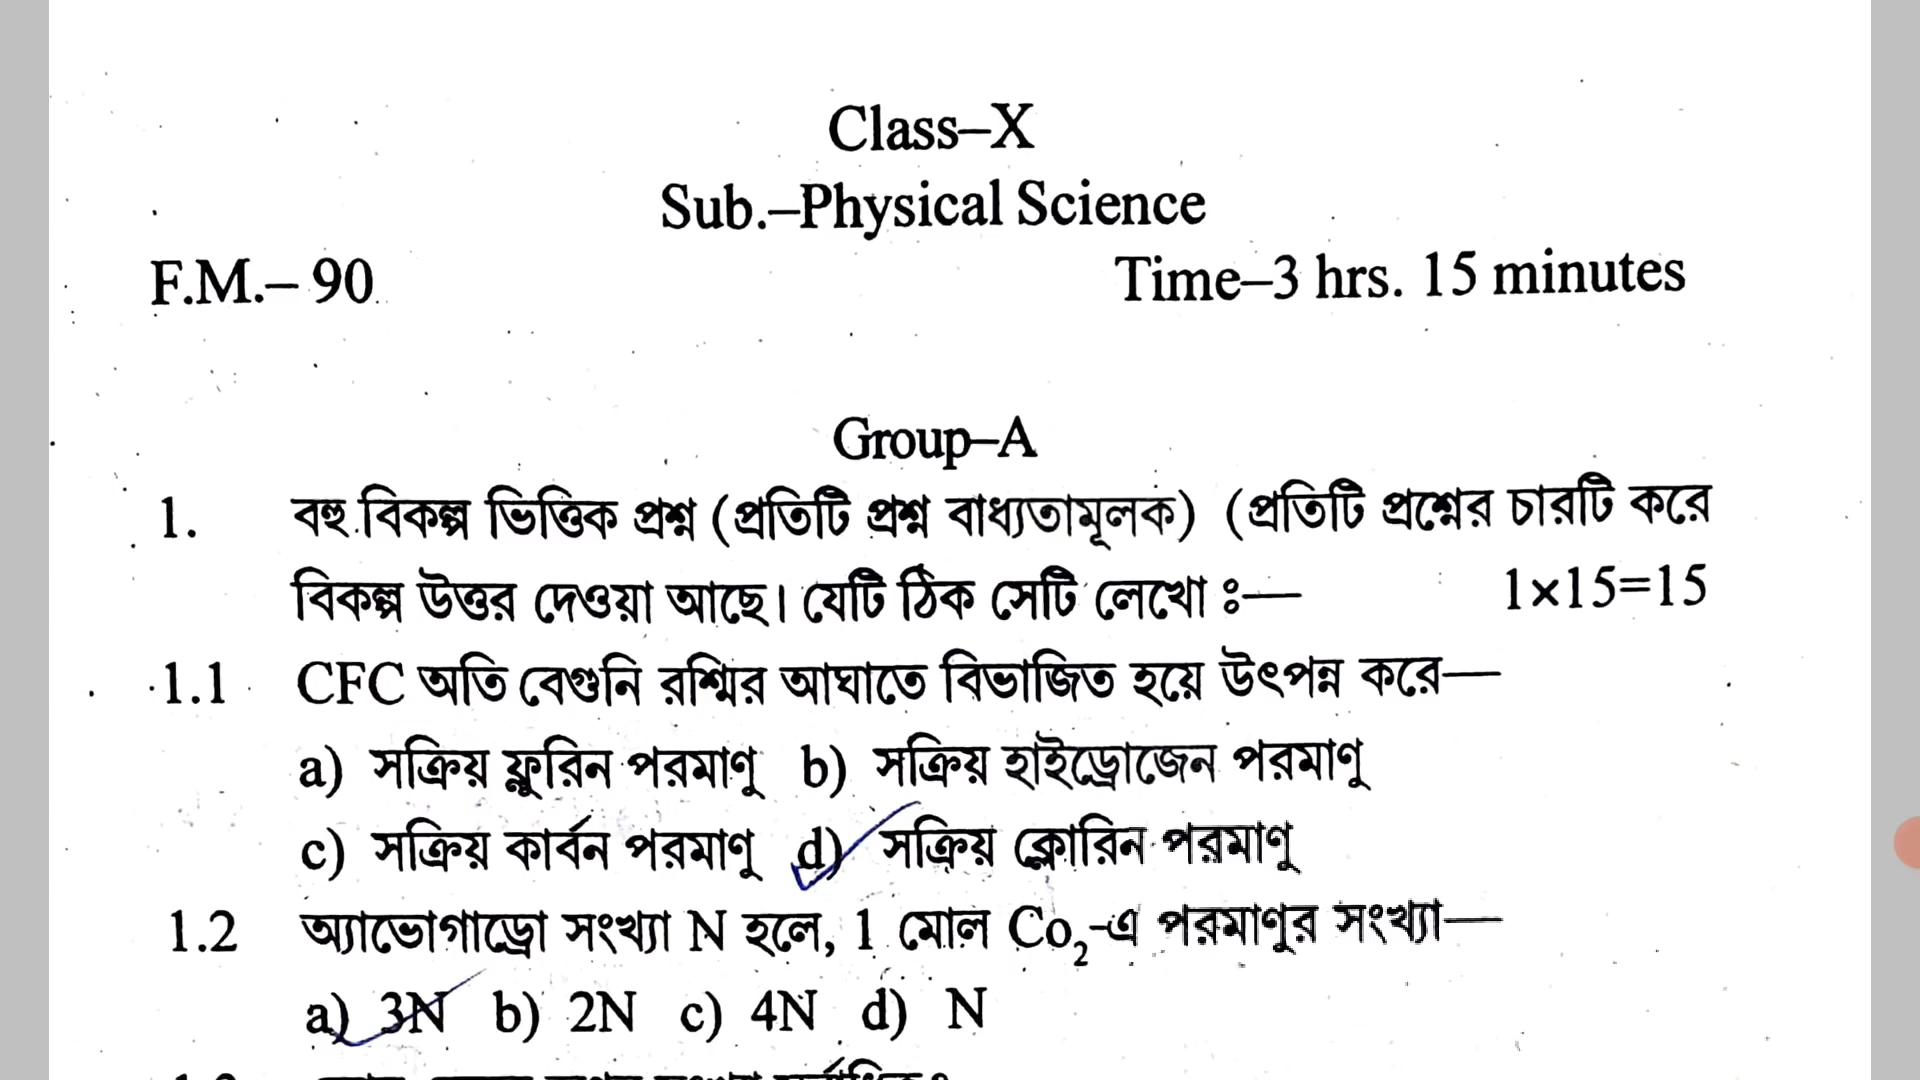 Class–X
Sub.–Physical Science
F.M.– 90 Time–3 hrs. 15 minutes
Group–A
1. বহু বিকল্প ভিত্তিক প্রশ্ন (প্রতিটি প্রশ্ন বাধ্যতামূলক) (প্রতিটি প্রশ্নের চারটি করে
বিকল্প উত্তর দেওয়া আছে। যেটি ঠিক সেটি লেখো ঃ— 1×15=15
1.1 CFC অতি বেগুনি রশ্মির আঘাতে বিভাজিত হয়ে উৎপন্ন করে—
a) সক্রিয় ফ্লুরিন পরমাণু b) সক্রিয় হাইড্রোজেন পরমাণু
c) সক্রিয় কার্বন পরমাণু d) সক্রিয় ক্লোরিন পরমাণু
1.2 অ্যাভোগাড্রো সংখ্যা N হলে, 1 মোল Co₂-এ পরমাণুর সংখ্যা—
a) 3N b) 2N c) 4N d) N